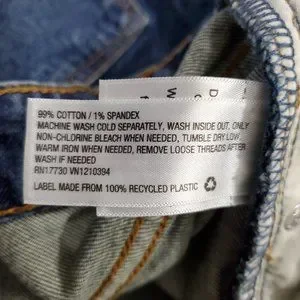 99% COTTON / 1% SPANDEX
MACHINE WASH COLD SEPARATELY, WASH INSIDE OUT, ONLY
NON-CHLORINE BLEACH WHEN NEEDED, TUMBLE DRY LOW,
WARM IRON WHEN NEEDED, REMOVE LOOSE THREADS AFTER
WASH IF NEEDED
RN17730 VN1210394
LABEL MADE FROM 100% RECYCLED PLASTIC